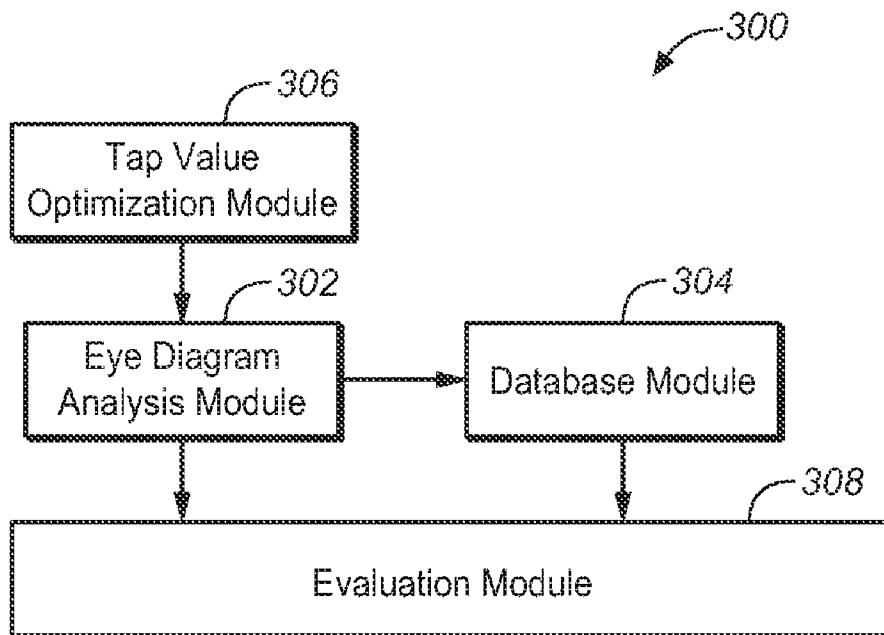 300
306
Tap Value
Optimization Module
302
304
Eye Diagram
Analysis Module
Database Module
308
Evaluation Module